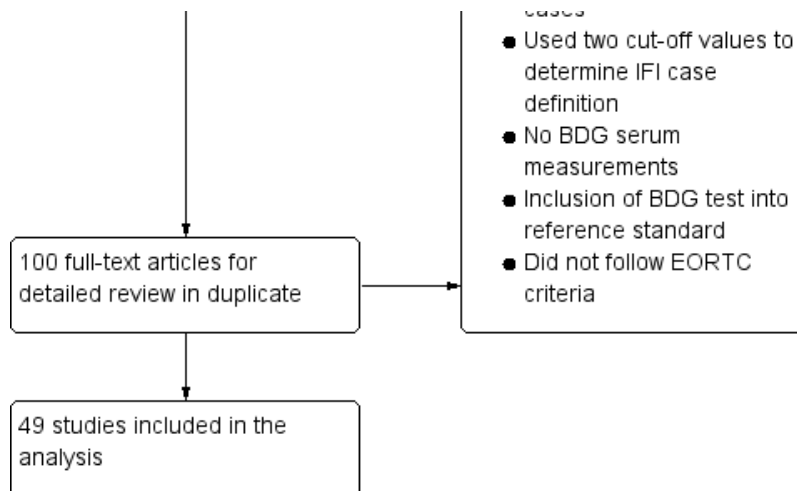 cases
● Used two cut-off values to
determine IFI case
definition
● No BDG serum
measurements
● Inclusion of BDG test into
reference standard
● Did not follow EORTC
criteria
100 full-text articles for
detailed review in duplicate
49 studies included in the
analysis